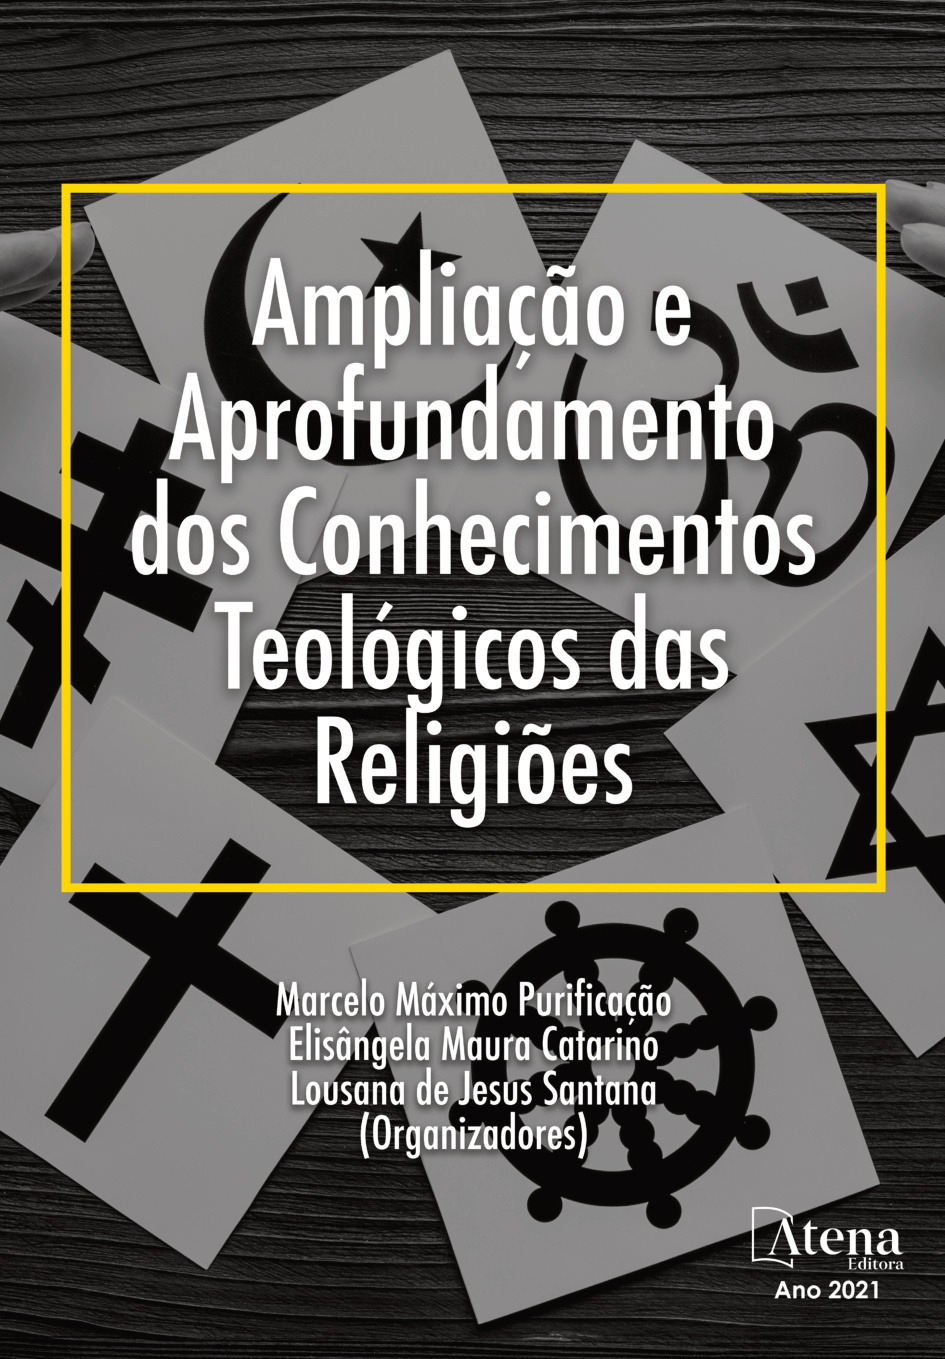 Ampliação e
Aprofundamento
dos Conhecimentos
Teológicos das
Religiões
Marcelo Máximo Purificação
Elisângela Maura Catarino
Lousana de Jesus Santana
(Organizadores)
Atena
Editora
Ano 2021